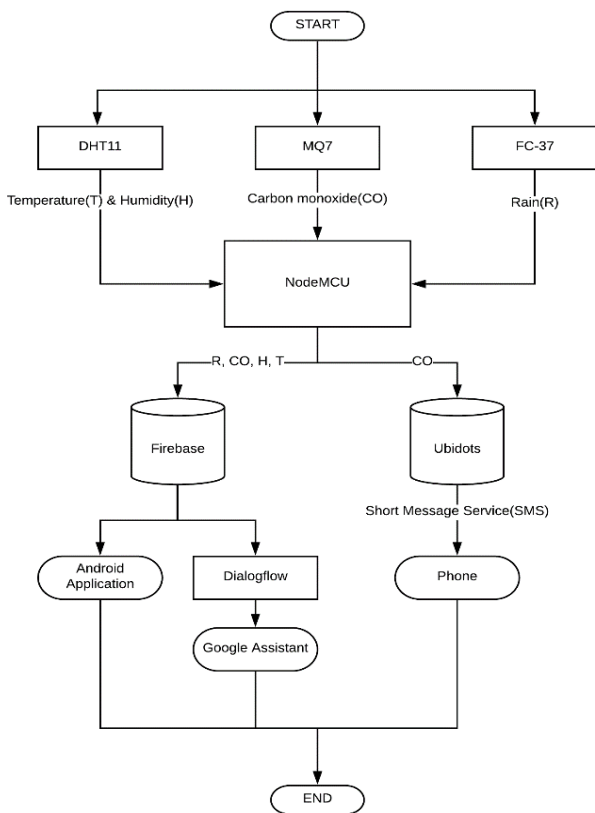 START
DHT11
MQ7
FC-37
Temperature(T) & Humidity(H)
Carbon monoxide(CO)
Rain(R)
NodeMCU
R, CO, H, T
CO
Firebase
Ubidots
Short Message Service(SMS)
Android
Application
Dialogflow
Phone
Google Assistant
END